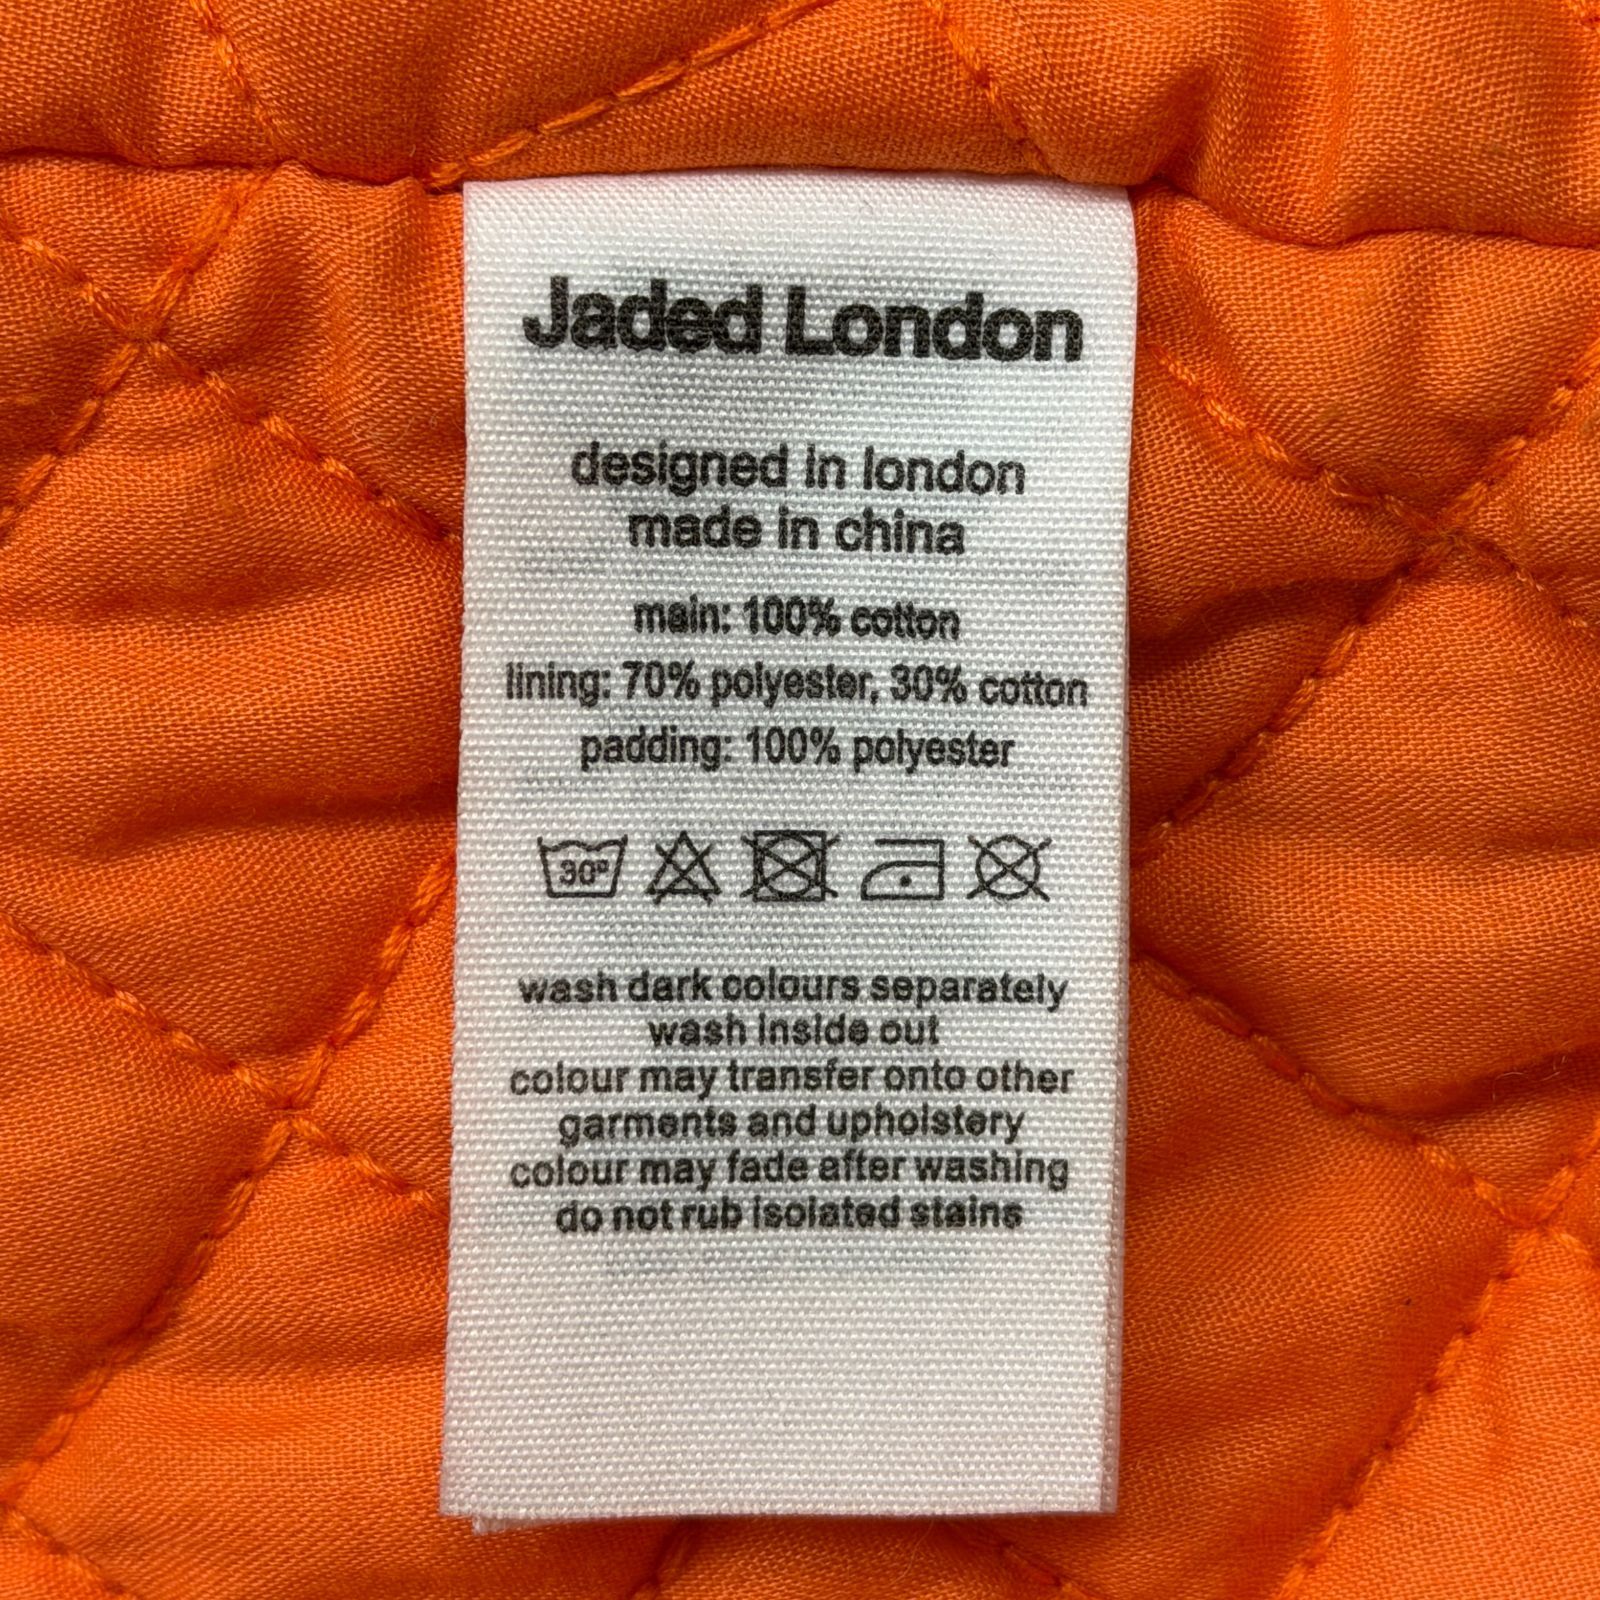 Jaded London
designed in london
made in china
main: 100% cotton
lining: 70% polyester, 30% cotton
padding: 100% polyester
30°
wash dark colours separately
wash inside out
colour may transfer onto other
garments and upholstery
colour may fade after washing
do not rub isolated stains